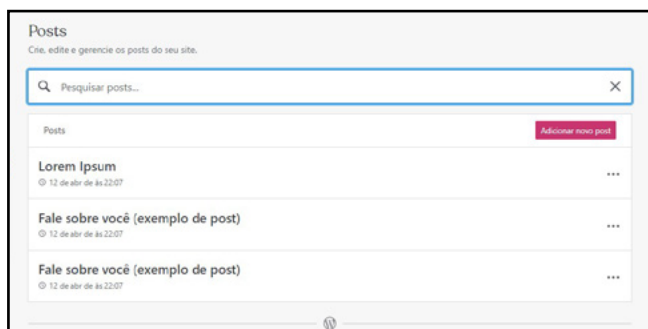 Posts
Crie, edite e gerencie os posts do seu site.
Pesquisar posts...
Posts
Adicionar novo post
Lorem Ipsum
12 de abr de às 22:07
Fale sobre você (exemplo de post)
12 de abr de às 22:07
Fale sobre você (exemplo de post)
12 de abr de às 22:07